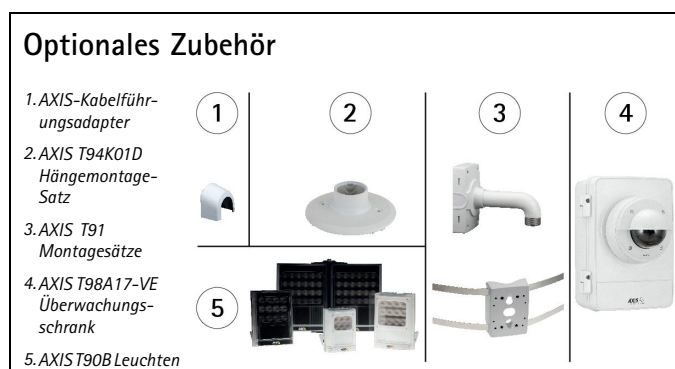 Optionales Zubehör
1. AXIS-Kabelführ-
ungsadapter
2. AXIS T94K01D
Hängemontage-
Satz
3. AXIS T91
Montagesätze
4. AXIS T98A17-VE
Überwachungs-
schrank
5. AXIS T90B Leuchten
1
2
3
4
5
AXIS